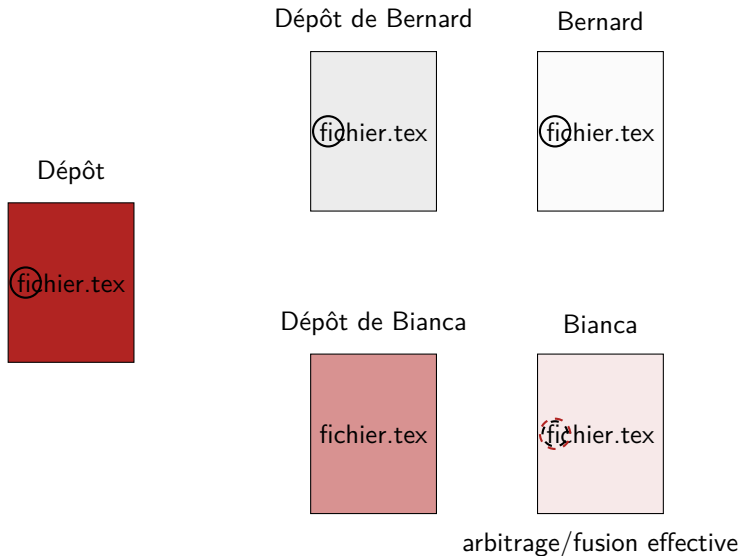 Dépôt de Bernard
Bernard
fichier.tex
fichier.tex
Dépôt
fichier.tex
Dépôt de Bianca
Bianca
fichier.tex
fichier.tex
arbitrage/fusion effective